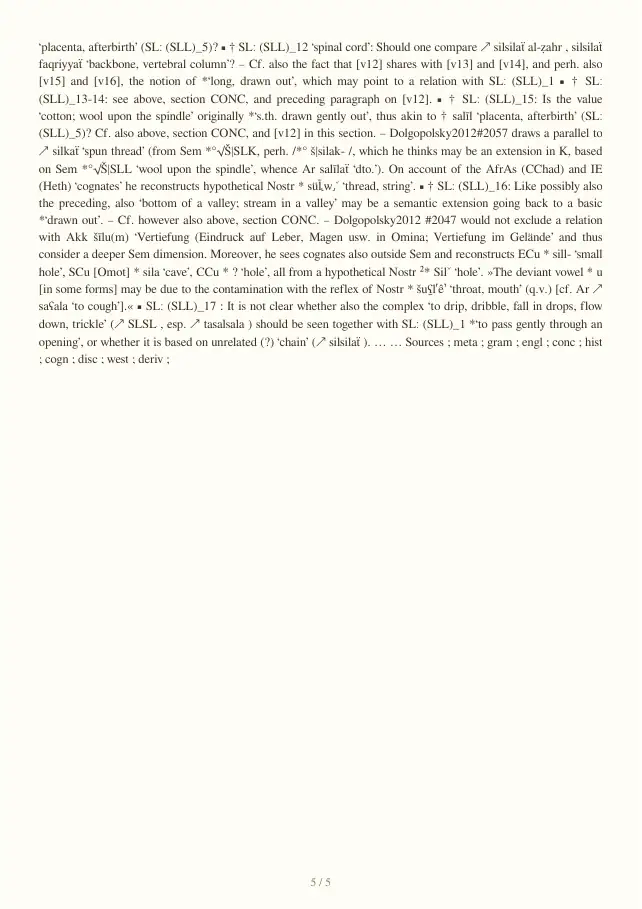 ‘placenta, afterbirth’ (SL: (SLL)_5)? ▪ † SL: (SLL)_12 ‘spinal cord’: Should one compare ↗ silsilaẗ al-ẓahr , silsilaẗ
faqriyyaẗ ‘backbone, vertebral column’? – Cf. also the fact that [v12] shares with [v13] and [v14], and perh. also
[v15] and [v16], the notion of *‘long, drawn out’, which may point to a relation with SL: (SLL)_1 ▪ † SL:
(SLL)_13-14: see above, section CONC, and preceding paragraph on [v12]. ▪ † SL: (SLL)_15: Is the value
‘cotton; wool upon the spindle’ originally *‘s.th. drawn gently out’, thus akin to † salīl ‘placenta, afterbirth’ (SL:
(SLL)_5)? Cf. also above, section CONC, and [v12] in this section. – Dolgopolsky2012#2057 draws a parallel to
↗ silkaẗ ‘spun thread’ (from Sem *°√Š|SLK, perh. /*° š|silak- /, which he thinks may be an extension in K, based
on Sem *°√Š|SLL ‘wool upon the spindle’, whence Ar salīlaẗ ‘dto.’). On account of the AfrAs (CChad) and IE
(Heth) ‘cognates’ he reconstructs hypothetical Nostr * ‘thread, string’. ▪ † SL: (SLL)_16: Like possibly also
the preceding, also ‘bottom of a valley; stream in a valley’ may be a semantic extension going back to a basic
*‘drawn out’. – Cf. however also above, section CONC. – Dolgopolsky2012 #2047 would not exclude a relation
with Akk šīlu(m) ‘Vertiefung (Eindruck auf Leber, Magen usw. in Omina; Vertiefung im Gelände’ and thus
consider a deeper Sem dimension. Moreover, he sees cognates also outside Sem and reconstructs ECu * sill- ‘small
hole’, SCu [Omot] * sila ‘cave’, CCu * ? ‘hole’, all from a hypothetical Nostr ²* Silˊ ‘hole’. »The deviant vowel * u
[in some forms] may be due to the contamination with the reflex of Nostr * ‘throat, mouth’ (q.v.) [cf. Ar ↗
saʕala ‘to cough’].« ▪ SL: (SLL)_17 : It is not clear whether also the complex ‘to drip, dribble, fall in drops, flow
down, trickle’ (↗ SLSL , esp. ↗ tasalsala ) should be seen together with SL: (SLL)_1 *‘to pass gently through an
opening’, or whether it is based on unrelated (?) ‘chain’ (↗ silsilaẗ ). … … Sources ; meta ; gram ; engl ; conc ; hist
; cogn ; disc ; west ; deriv ;
5 / 5